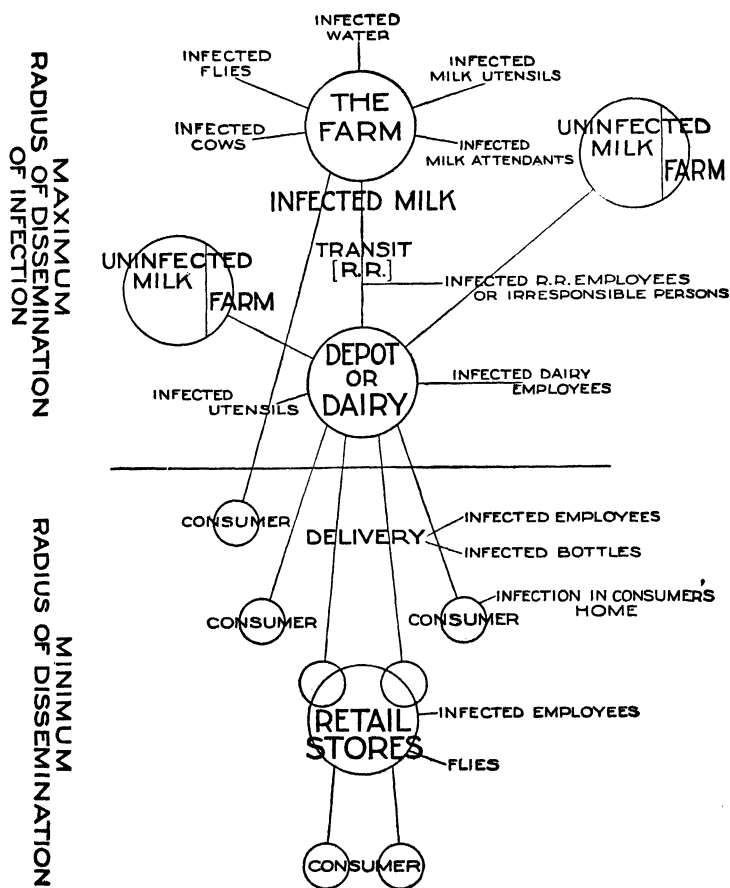 MAXIMUM
RADIUS OF DISSEMINATION
OF INFECTION
INFECTED
WATER
INFECTED
FLIES
INFECTED
MILK UTENSILS
THE
FARM
INFECTED
COWS
INFECTED
MILK ATTENDANTS
UNINFECTED
MILK
FARM
INFECTED MILK
TRANSIT
[R.R.]
INFECTED R.R. EMPLOYEES
OR IRRESPONSIBLE PERSONS
UNINFECTED
MILK
FARM
DEPOT
OR
DAIRY
INFECTED
UTENSILS
INFECTED DAIRY
EMPLOYEES
MINIMUM
RADIUS OF DISSEMINATION
CONSUMER
DELIVERY
INFECTED EMPLOYEES
INFECTED BOTTLES
CONSUMER
CONSUMER
INFECTION IN CONSUMER'S
HOME
RETAIL
STORES
INFECTED EMPLOYEES
FLIES
CONSUMER